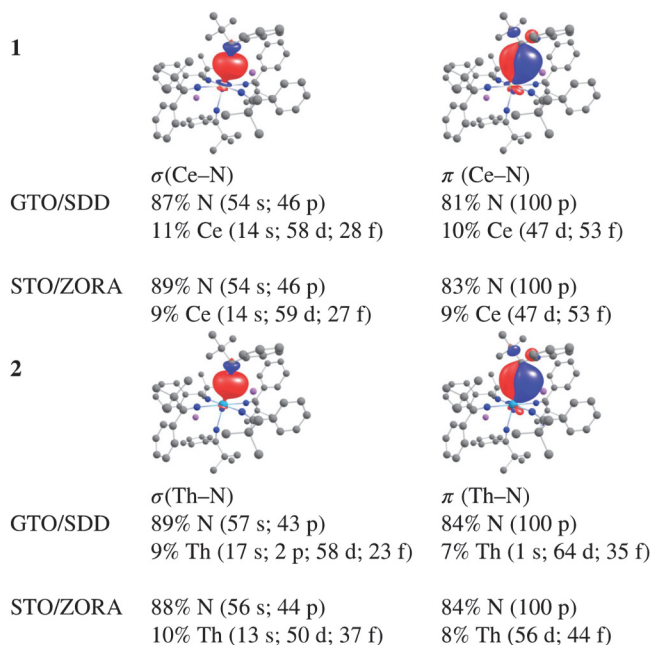 1
σ(Ce–N) π (Ce–N)
GTO/SDD 87% N (54 s; 46 p) 81% N (100 p)
11% Ce (14 s; 58 d; 28 f) 10% Ce (47 d; 53 f)
STO/ZORA 89% N (54 s; 46 p) 83% N (100 p)
9% Ce (14 s; 59 d; 27 f) 9% Ce (47 d; 53 f)
2
σ(Th–N) π (Th–N)
GTO/SDD 89% N (57 s; 43 p) 84% N (100 p)
9% Th (17 s; 2 p; 58 d; 23 f) 7% Th (1 s; 64 d; 35 f)
STO/ZORA 88% N (56 s; 44 p) 84% N (100 p)
10% Th (13 s; 50 d; 37 f) 8% Th (56 d; 44 f)